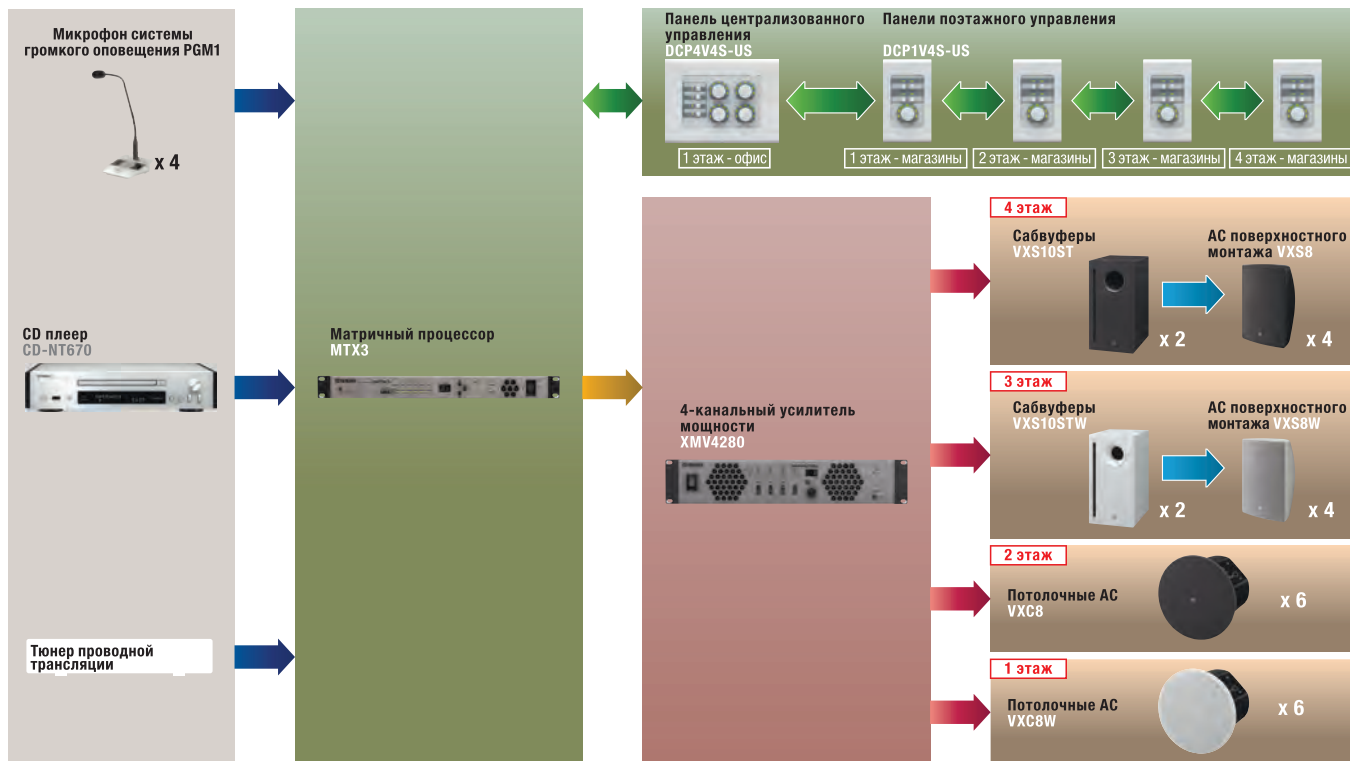 Микрофон системы
громкого оповещения PGM1
x 4
CD плеер
CD-NT670
Тюнер проводной
трансляции
Матричный процессор
MTX3
Панель централизованного
управления
DCP4V4S-US
Панели поэтажного управления
DCP1V4S-US
1 этаж - офис
1 этаж - магазины
2 этаж - магазины
3 этаж - магазины
4 этаж - магазины
4-канальный усилитель
мощности
XMV4280
4 этаж
Сабвуферы
VXS10ST
x 2
АС поверхностного
монтажа VXS8
x 4
3 этаж
Сабвуферы
VXS10STW
x 2
АС поверхностного
монтажа VXS8W
x 4
2 этаж
Потолочные АС
VXC8
x 6
1 этаж
Потолочные АС
VXC8W
x 6